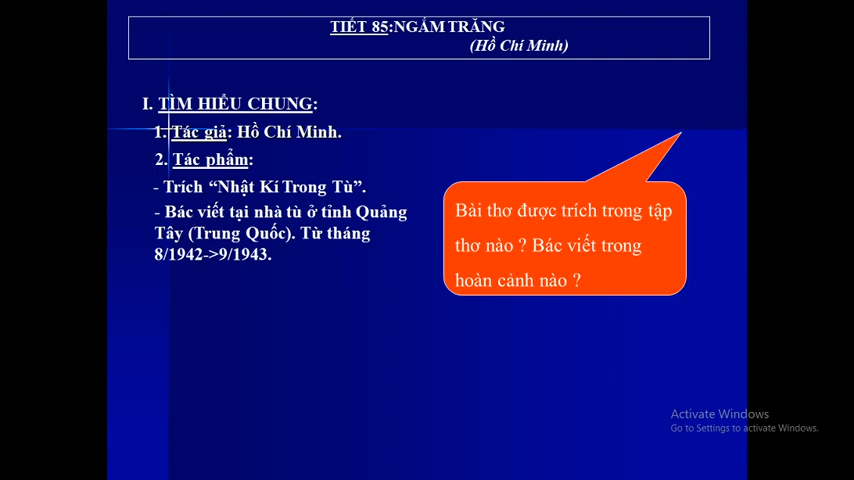 TIẾT 85:NGẮM TRĂNG
(Hồ Chí Minh)
I. TÌM HIỂU CHUNG:
1. Tác giả: Hồ Chí Minh.
2. Tác phẩm:
- Trích “Nhật Kí Trong Tù”.
- Bác viết tại nhà tù ở tỉnh Quảng
Tây (Trung Quốc). Từ tháng
8/1942->9/1943.
Bài thơ được trích trong tập
thơ nào ? Bác viết trong
hoàn cảnh nào ?
Activate Windows
Go to Settings to activate Windows.